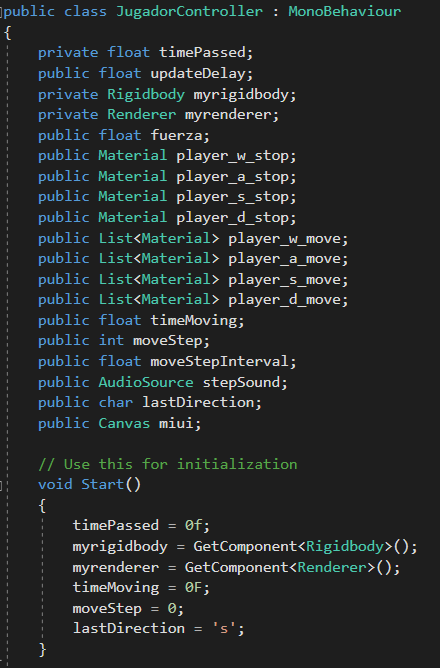 public class JugadorController : MonoBehaviour
{
    private float timePassed;
    public float updateDelay;
    private Rigidbody myrigidbody;
    private Renderer myrenderer;
    public float fuerza;
    public Material player_w_stop;
    public Material player_a_stop;
    public Material player_s_stop;
    public Material player_d_stop;
    public List<Material> player_w_move;
    public List<Material> player_a_move;
    public List<Material> player_s_move;
    public List<Material> player_d_move;
    public float timeMoving;
    public int moveStep;
    public float moveStepInterval;
    public AudioSource stepSound;
    public char lastDirection;
    public Canvas miui;

    // Use this for initialization
    void Start()
    {
        timePassed = 0f;
        myrigidbody = GetComponent<Rigidbody>();
        myrenderer = GetComponent<Renderer>();
        timeMoving = 0F;
        moveStep = 0;
        lastDirection = 's';
    }